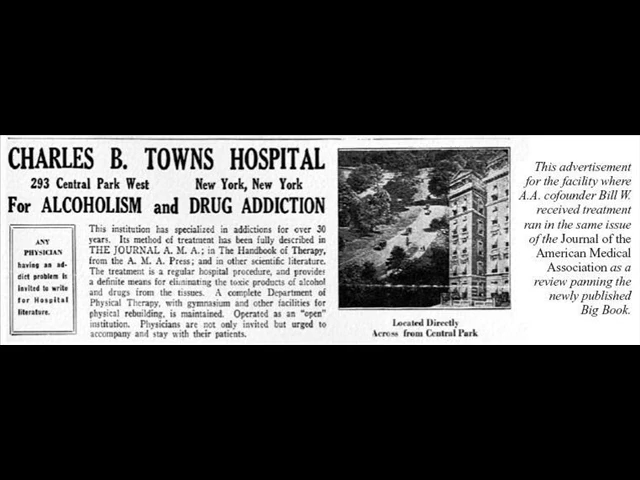 CHARLES B. TOWNS HOSPITAL
293 Central Park West New York, New York
For ALCOHOLISM and DRUG ADDICTION
ANY
PHYSICIAN
having an ad-
dict problem is
invited to write
for Hospital
literature.
This institution has specialized in addictions for over 30
years. Its method of treatment has been fully described in
THE JOURNAL A. M. A.; in The Handbook of Therapy,
from the A. M. A. Press; and in other scientific literature.
The treatment is a regular hospital procedure, and provides
a definite means for eliminating the toxic products of alcohol
and drugs from the tissues. A complete Department of
Physical Therapy, with gymnasium and other facilities for
physical rebuilding, is maintained. Operated as an "open"
institution. Physicians are not only invited but urged to
accompany and stay with their patients.
Located Directly
Across from Central Park
This advertisement
for the facility where
A.A. cofounder Bill W.
received treatment
ran in the same issue
of the Journal of the
American Medical
Association as a
review panning the
newly published
Big Book.